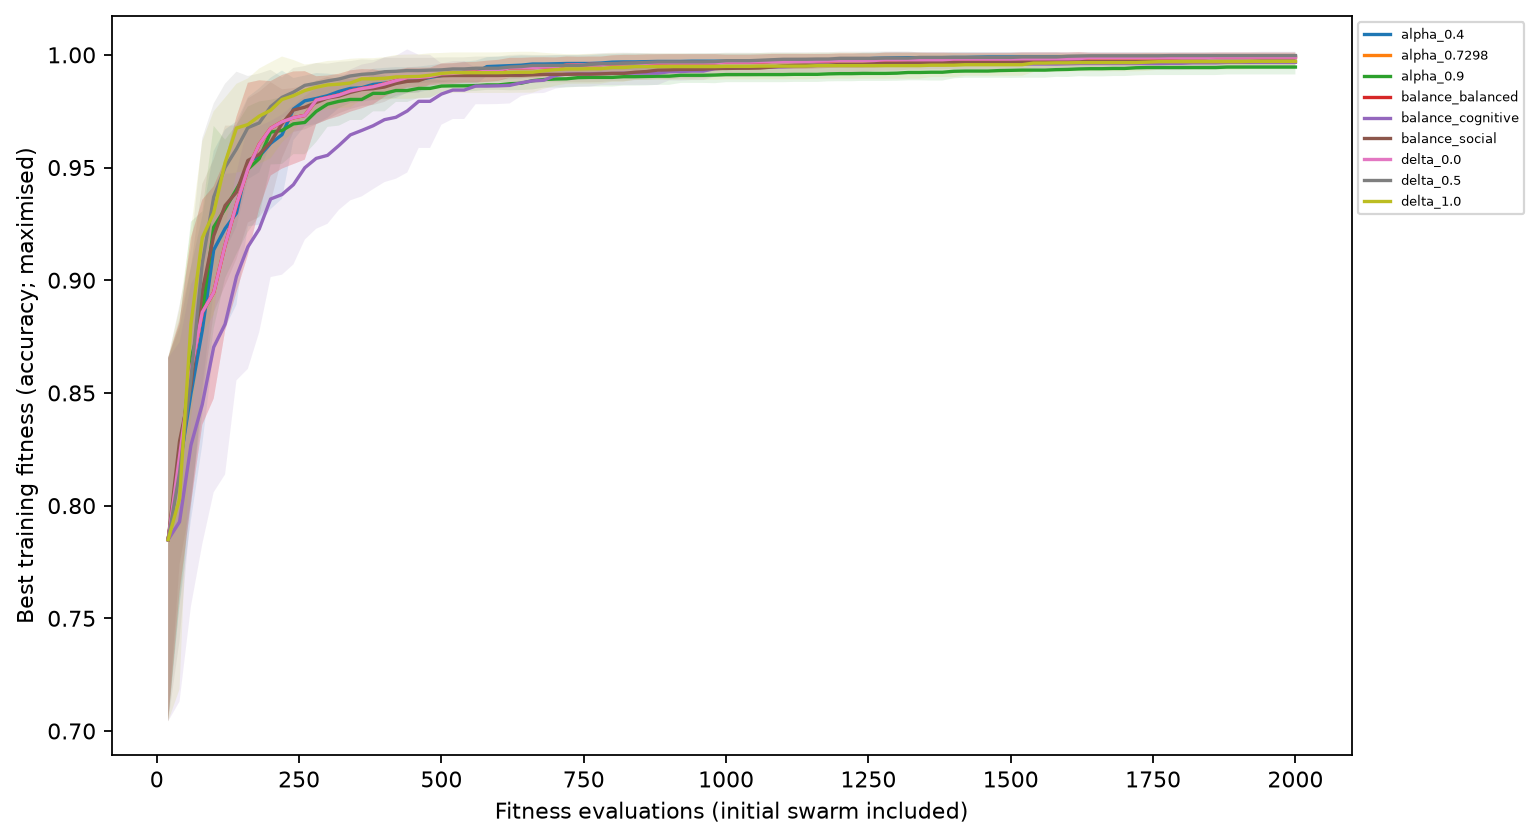 1.00
0.95
0.90
0.85
0.80
0.75
0.70
Best training fitness (accuracy; maximised)
0 250 500 750 1000 1250 1500 1750 2000
Fitness evaluations (initial swarm included)
alpha_0.4
alpha_0.7298
alpha_0.9
balance_balanced
balance_cognitive
balance_social
delta_0.0
delta_0.5
delta_1.0